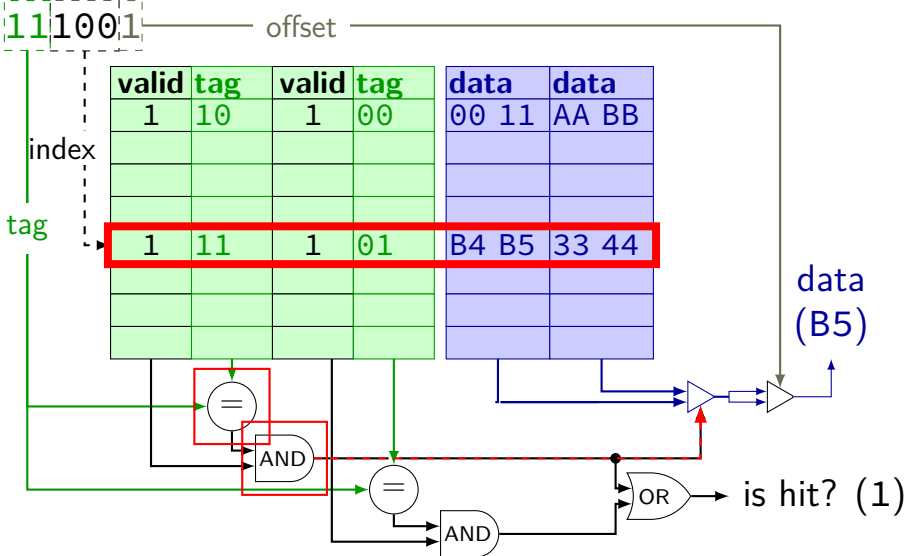 111001
offset
valid tag valid tag data data
1 10 1 00 00 11 AA BB
index
tag
1 11 1 01 B4 B5 33 44
data
(B5)
=
AND
=
OR
is hit? (1)
AND